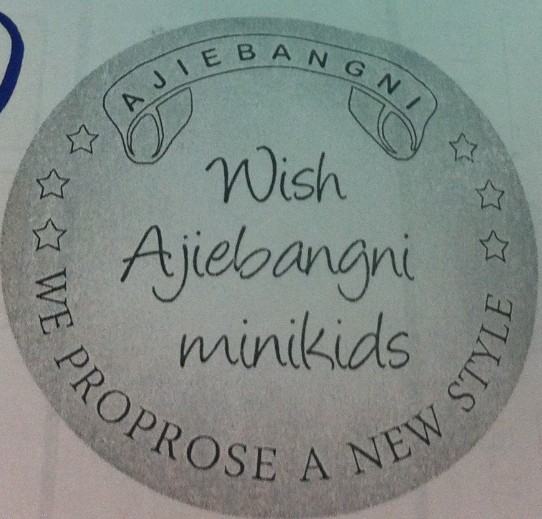 AJIEBANGNI
Wish
Ajiebangni
minikids
WE PROPROSE A NEW STYLE